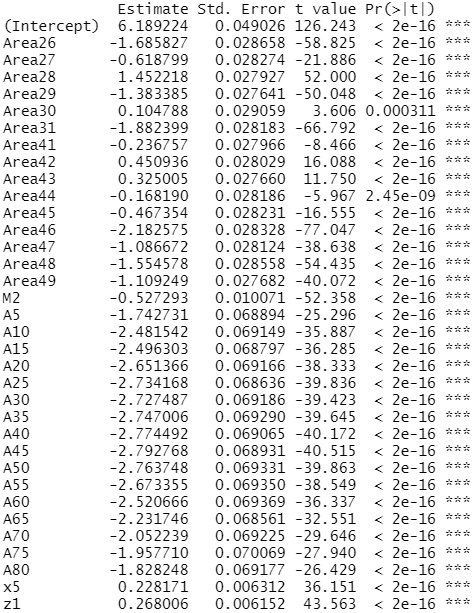 Estimate Std. Error t value Pr(>|t|)
(Intercept) 6.189224 0.049026 126.243 < 2e-16 ***
Area26 -1.685827 0.028658 -58.825 < 2e-16 ***
Area27 -0.618799 0.028274 -21.886 < 2e-16 ***
Area28 1.452218 0.027927 52.000 < 2e-16 ***
Area29 -1.383385 0.027641 -50.048 < 2e-16 ***
Area30 0.104788 0.029059 3.606 0.000311 ***
Area31 -1.882399 0.028183 -66.792 < 2e-16 ***
Area41 -0.236757 0.027966 -8.466 < 2e-16 ***
Area42 0.450936 0.028029 16.088 < 2e-16 ***
Area43 0.325005 0.027660 11.750 < 2e-16 ***
Area44 -0.168190 0.028186 -5.967 2.45e-09 ***
Area45 -0.467354 0.028231 -16.555 < 2e-16 ***
Area46 -2.182575 0.028328 -77.047 < 2e-16 ***
Area47 -1.086672 0.028124 -38.638 < 2e-16 ***
Area48 -1.554578 0.028558 -54.435 < 2e-16 ***
Area49 -1.109249 0.027682 -40.072 < 2e-16 ***
M2 -0.527293 0.010071 -52.358 < 2e-16 ***
A5 -1.742731 0.068894 -25.296 < 2e-16 ***
A10 -2.481542 0.069149 -35.887 < 2e-16 ***
A15 -2.496303 0.068797 -36.285 < 2e-16 ***
A20 -2.651366 0.069166 -38.333 < 2e-16 ***
A25 -2.734168 0.068636 -39.836 < 2e-16 ***
A30 -2.727487 0.069186 -39.423 < 2e-16 ***
A35 -2.747006 0.069290 -39.645 < 2e-16 ***
A40 -2.774492 0.069065 -40.172 < 2e-16 ***
A45 -2.792768 0.068931 -40.515 < 2e-16 ***
A50 -2.763748 0.069331 -39.863 < 2e-16 ***
A55 -2.673355 0.069350 -38.549 < 2e-16 ***
A60 -2.520666 0.069369 -36.337 < 2e-16 ***
A65 -2.231746 0.068561 -32.551 < 2e-16 ***
A70 -2.052239 0.069225 -29.646 < 2e-16 ***
A75 -1.957710 0.070069 -27.940 < 2e-16 ***
A80 -1.828248 0.069177 -26.429 < 2e-16 ***
x5 0.228171 0.006312 36.151 < 2e-16 ***
z1 0.268006 0.006152 43.563 < 2e-16 ***